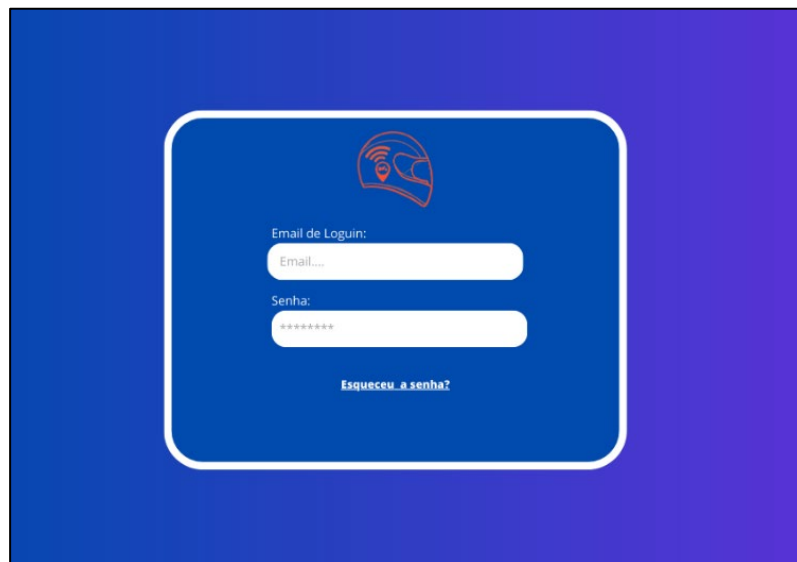 Email de Loguin:
Email....
Senha:
********
Esqueceu a senha?